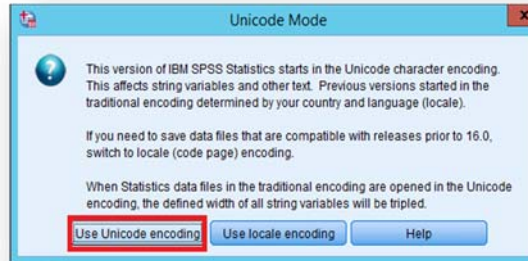 Unicode Mode
x
This version of IBM SPSS Statistics starts in the Unicode character encoding.
This affects string variables and other text. Previous versions started in the
traditional encoding determined by your country and language (locale).
If you need to save data files that are compatible with releases prior to 16.0,
switch to locale (code page) encoding.
When Statistics data files in the traditional encoding are opened in the Unicode
encoding, the defined width of all string variables will be tripled.
Use Unicode encoding Use locale encoding Help